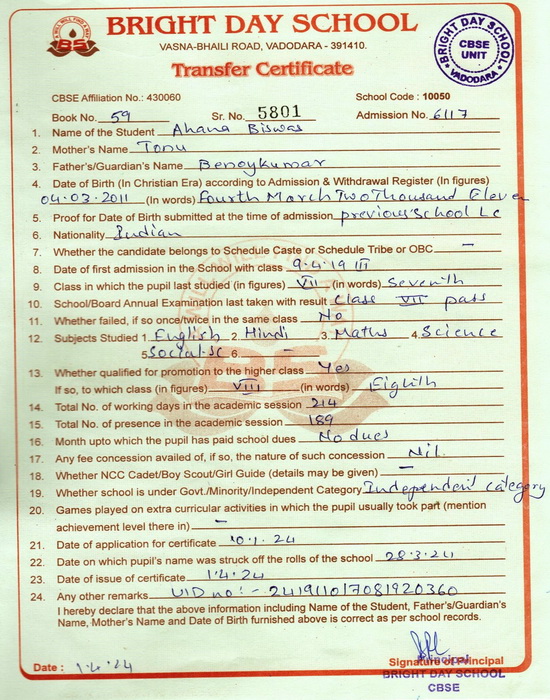 BRIGHT DAY SCHOOL
VASNA-BHAILI ROAD, VADODARA - 391410.
Transfer Certificate
BRIGHT DAY SCHOOL
CBSE
UNIT
VADODARA
CBSE Affiliation No.: 430060 School Code : 10050
Book No. 59 Sr. No. 5801 Admission No. 6117
1. Name of the Student Ahana Biswas
2. Mother's Name Tonu
3. Father's/Guardian's Name Benoykumar
4. Date of Birth (In Christian Era) according to Admission & Withdrawal Register (In figures)
04.03.2011 (In words) fourth March Two Thousand Eleven
5. Proof for Date of Birth submitted at the time of admission previous school Lc
6. Nationality Indian
7. Whether the candidate belongs to Schedule Caste or Schedule Tribe or OBC —
8. Date of first admission in the School with class 9.4.19 III
9. Class in which the pupil last studied (in figures) VII (in words) Seventh
10. School/Board Annual Examination last taken with result Class VII pass
11. Whether failed, if so once/twice in the same class No
12. Subjects Studied 1. English 2. Hindi 3. Maths 4. Science
5. Social.Sc 6. —
13. Whether qualified for promotion to the higher class Yes
If so, to which class (in figures) VIII (in words) Eighth
14. Total No. of working days in the academic session 214
15. Total No. of presence in the academic session 189
16. Month upto which the pupil has paid school dues No dues
17. Any fee concession availed of, if so, the nature of such concession Nil.
18. Whether NCC Cadet/Boy Scout/Girl Guide (details may be given) —
19. Whether school is under Govt./Minority/Independent Category Independent category
20. Games played on extra curricular activities in which the pupil usually took part (mention
achievement level there in) —
21. Date of application for certificate 10.1.24
22. Date on which pupil's name was struck off the rolls of the school 28.3.24
23. Date of issue of certificate 1.4.24
24. Any other remarks UID no:- 241911017081920360
I hereby declare that the above information including Name of the Student, Father's/Guardian's
Name, Mother's Name and Date of Birth furnished above is correct as per school records.
Date : 1.4.24
Principal
Signature of Principal
BRIGHT DAY SCHOOL
CBSE